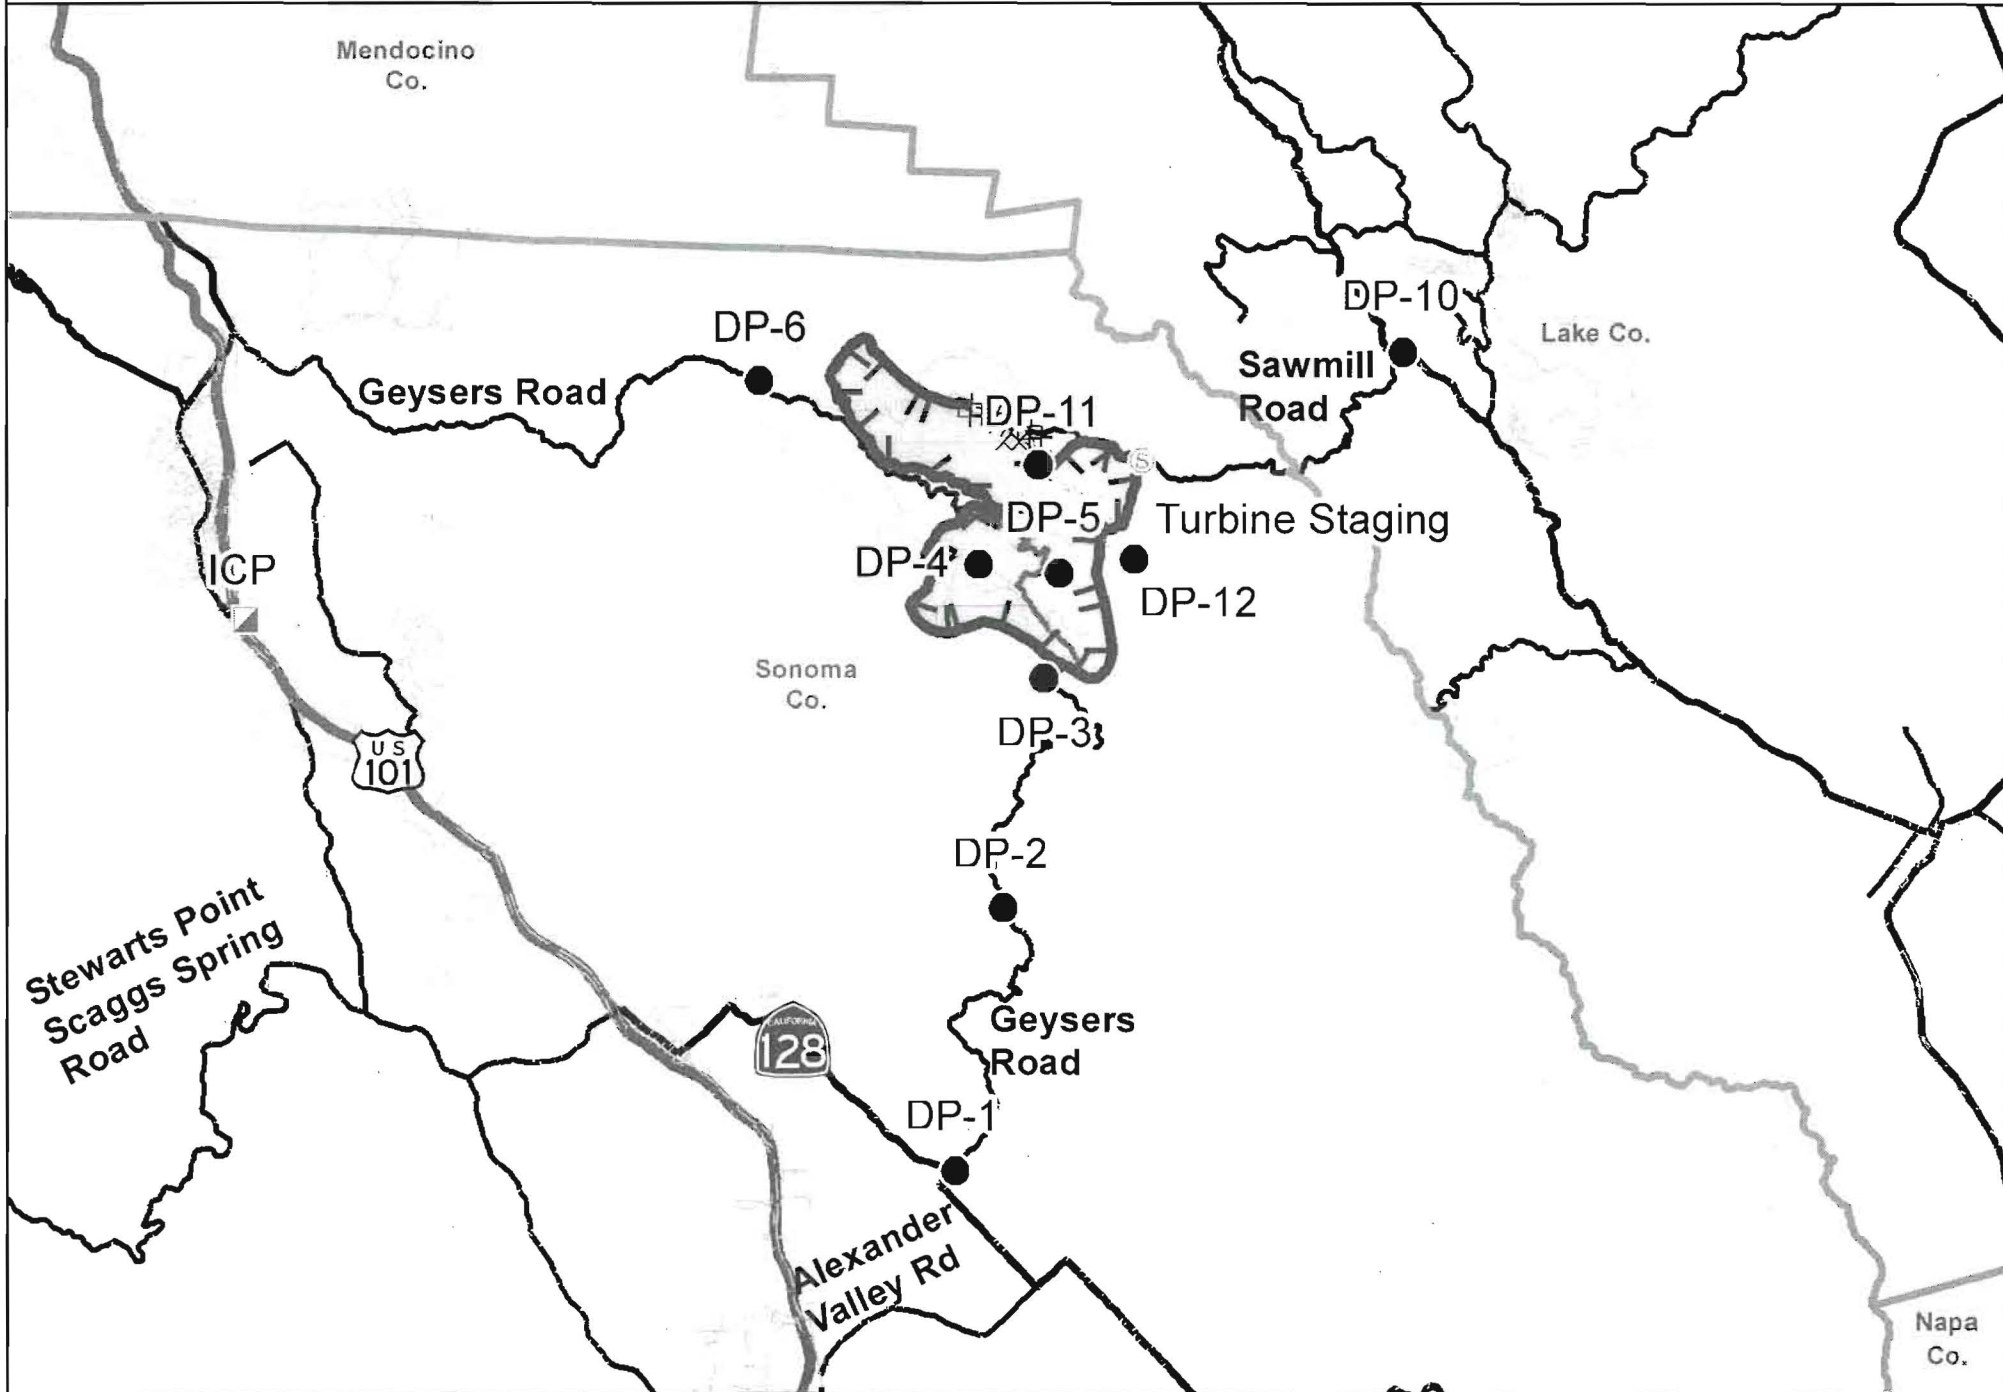 Mendocino
Co.
DP-10
DP-6
Lake Co.
Sawmill
Road
Geysers Road
DP-11
S
DP-5
Turbine Staging
DP-4
ICP
DP-12
Sonoma
Co.
DP-3
US
101
DP-2
Stewarts Point
Scaggs Spring
Road
Geysers
Road
CALIFORNIA
128
DP-1
Alexander
Valley Rd
Napa
Co.